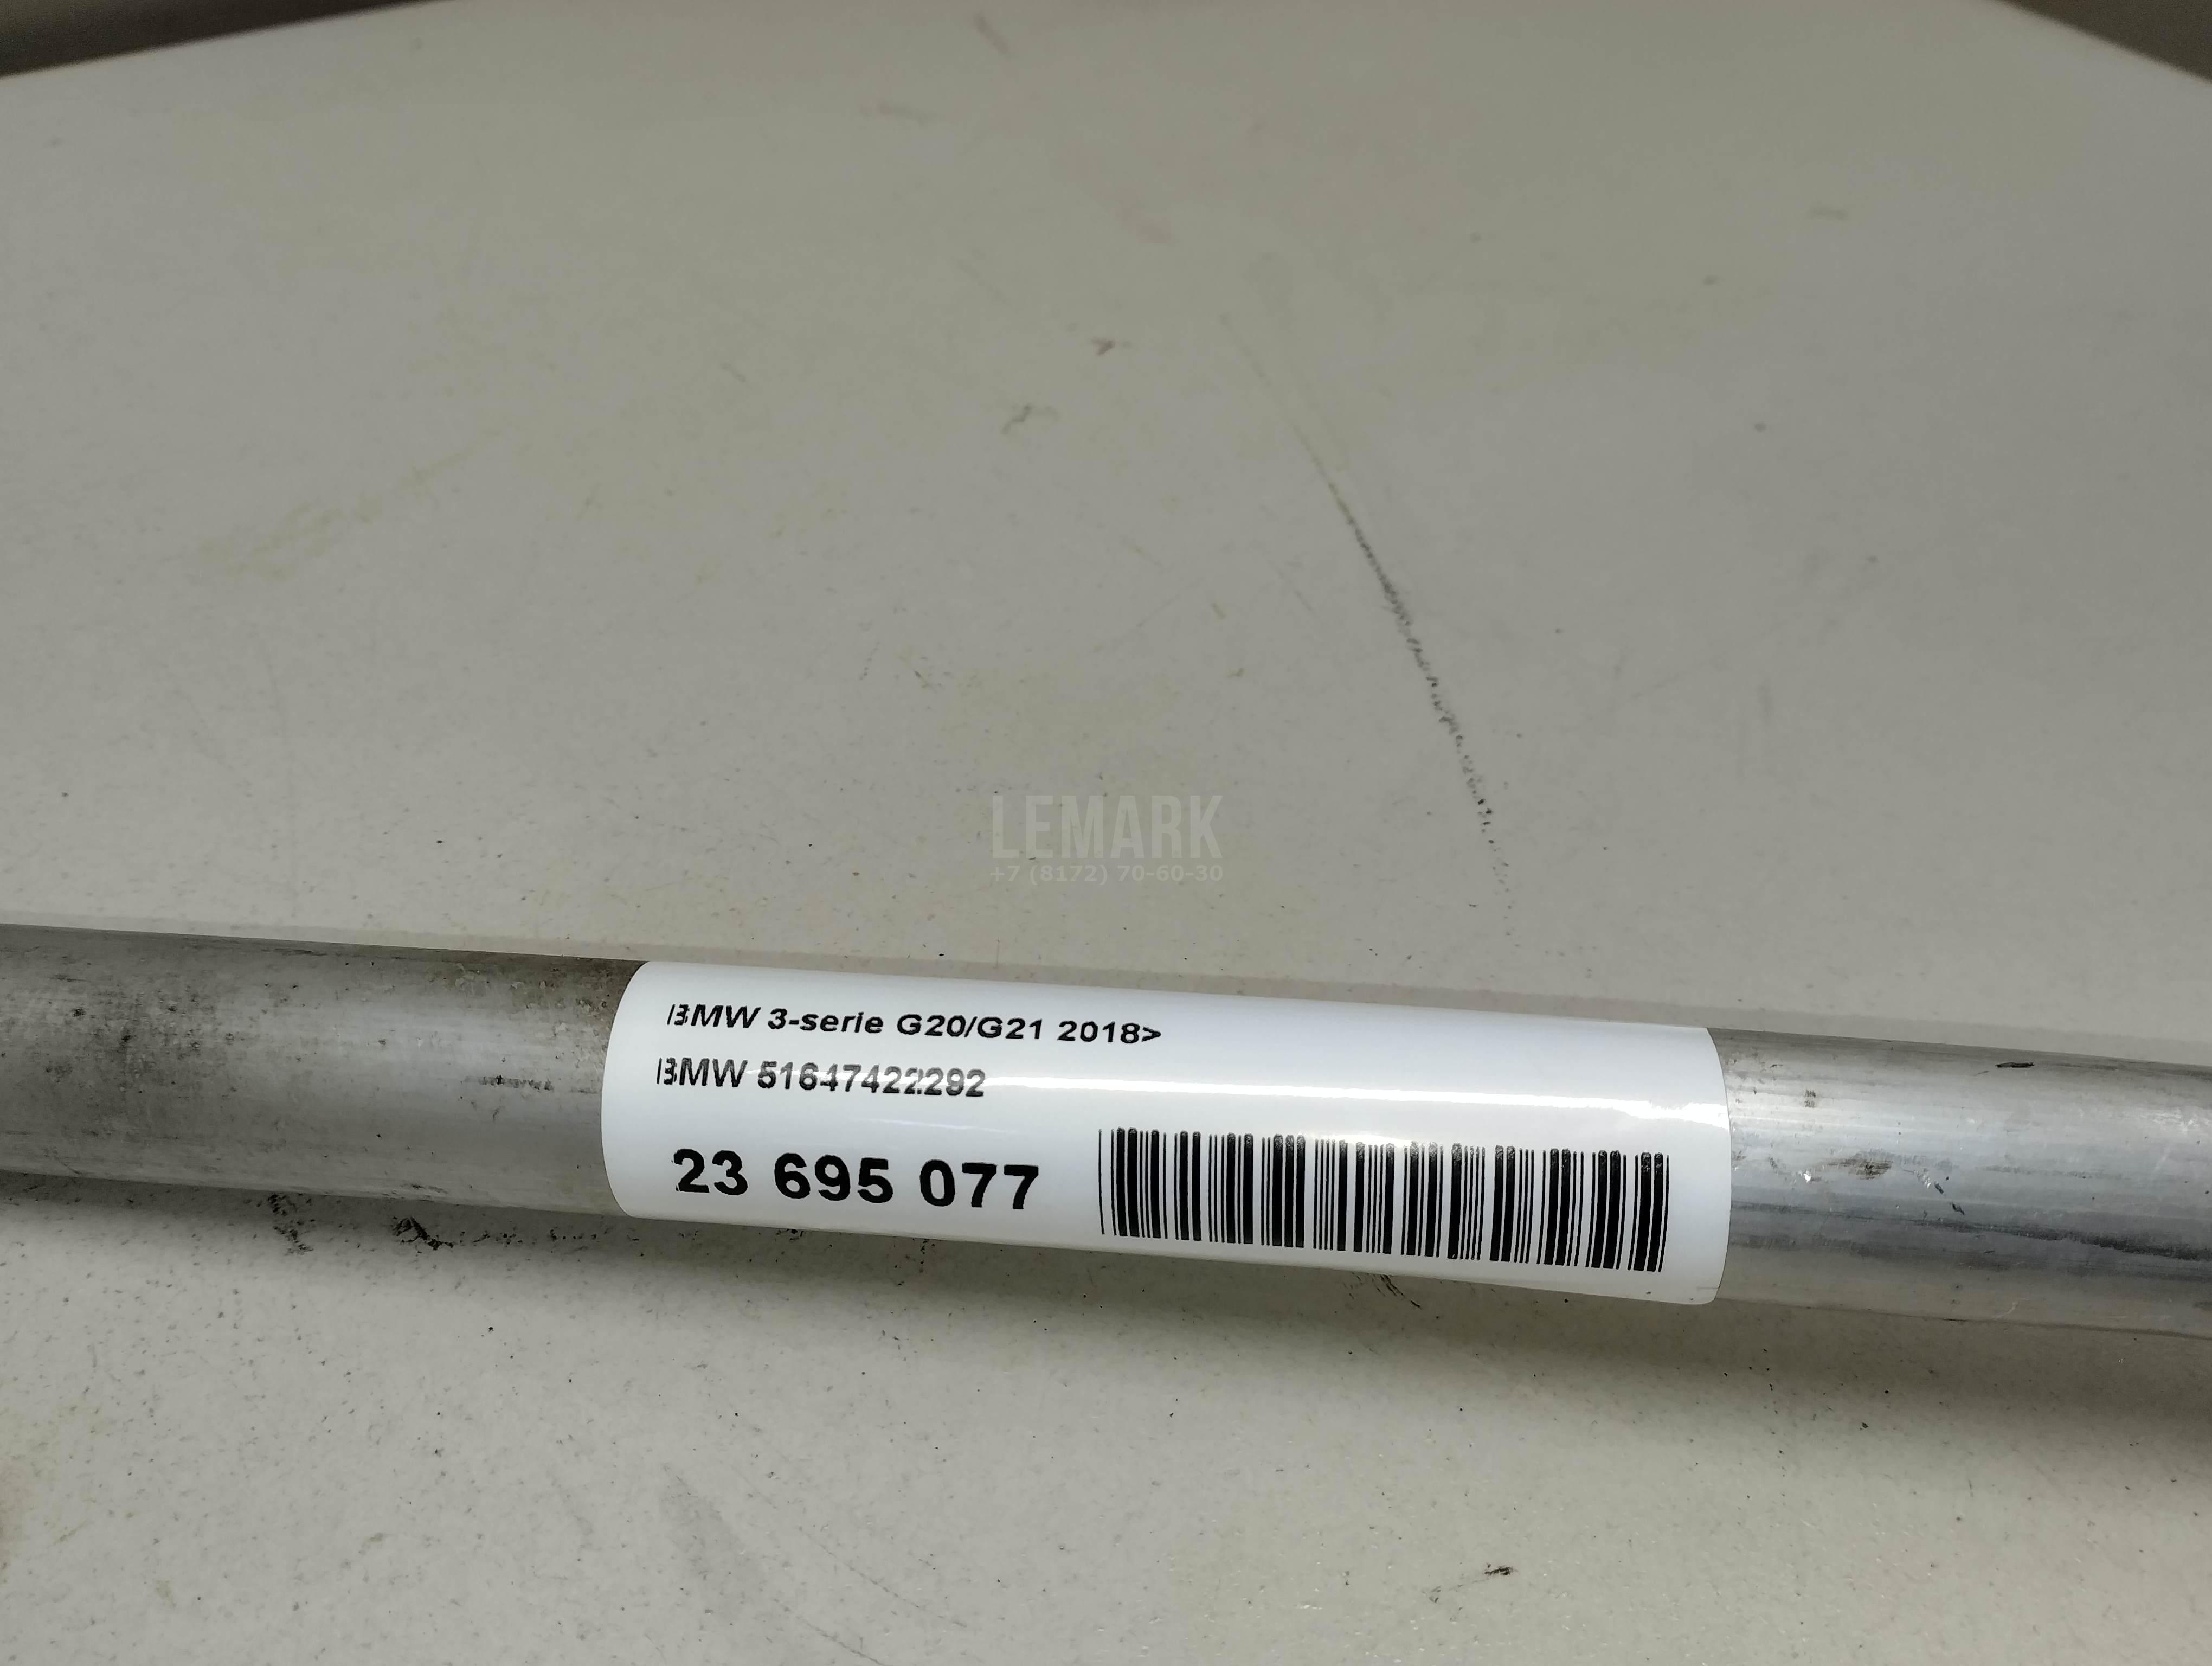 LEMARK
+7 (8172) 70-60-30
BMW 3-serie G20/G21 2018>
BMW 51647422292
23 695 077